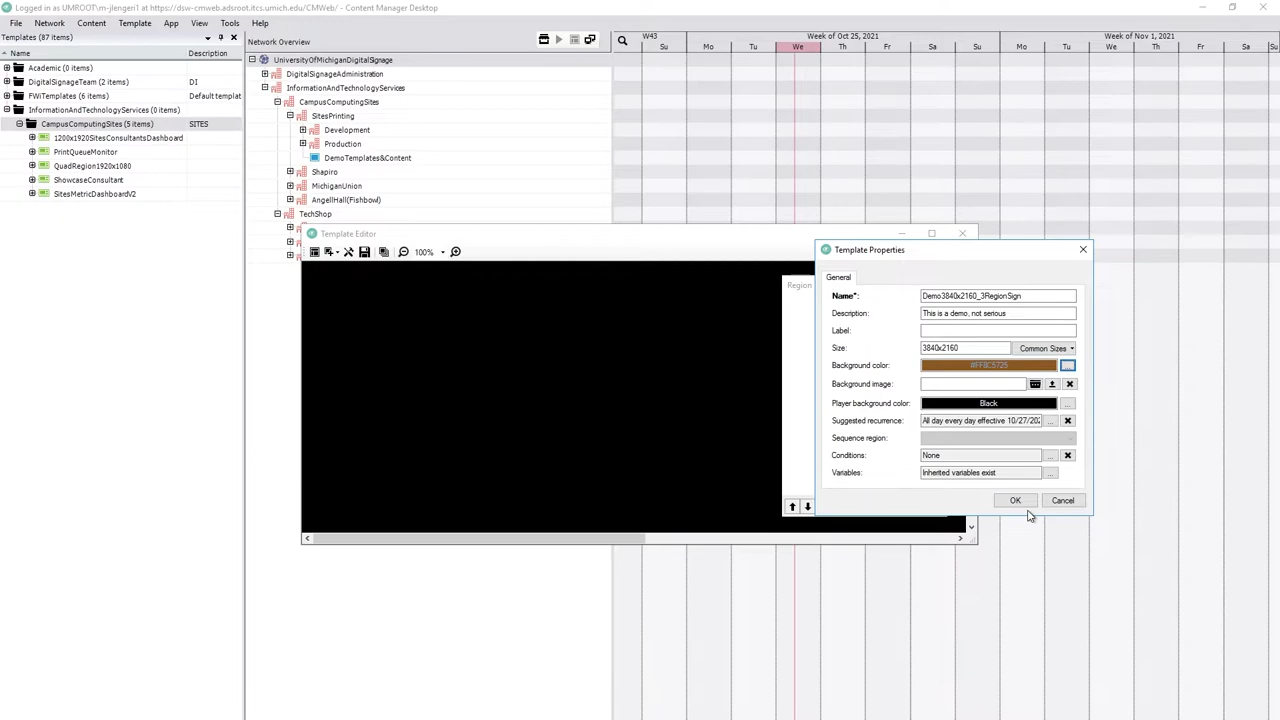 Logged in as UMROOT\m-jlengeri1 at https://dsw-cmweb.adsroot.itcs.umich.edu/CMWeb/ - Content Manager Desktop
File Network Content Template App View Tools Help
Templates (87 items)
Name Description
Academic (0 items)
DigitalSignageTeam (2 items) DI
FWiTemplates (6 items) Default templat
InformationAndTechnologyServices (0 items)
CampusComputingSites (5 items) SITES
1200x1920SitesConsultantsDashboard
PrintQueueMonitor
QuadRegion1920x1080
ShowcaseConsultant
SitesMetricDashboardV2
Network Overview
W43 Week of Oct 25, 2021 Week of Nov 1, 2021
Su Mo Tu We Th Fr Sa Su Mo Tu We Th Fr Sa Su
UniversityOfMichiganDigitalSignage
DigitalSignageAdministration
InformationAndTechnologyServices
CampusComputingSites
SitesPrinting
Development
Production
DemoTemplates&Content
Shapiro
MichiganUnion
AngellHall(Fishbowl)
TechShop
Template Editor
100%
Region
Template Properties
General
Name*: Demo3840x2160_3RegionSign
Description: This is a demo, not serious
Label:
Size: 3840x2160 Common Sizes
Background color: #FF8C5725 ...
Background image:
Player background color: Black ...
Suggested recurrence: All day every day effective 10/27/202 ...
Sequence region:
Conditions: None ...
Variables: Inherited variables exist ...
OK Cancel